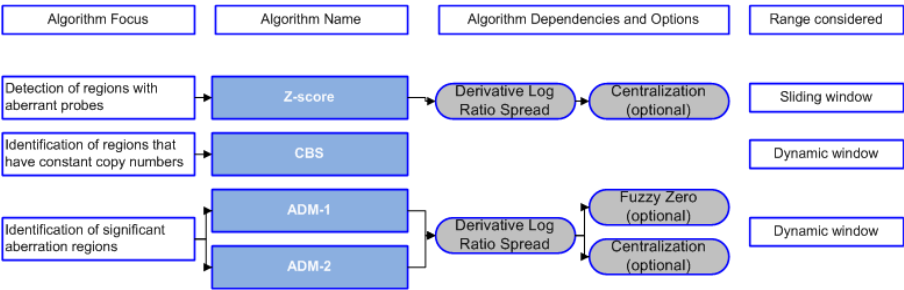 Algorithm Focus
Algorithm Name
Algorithm Dependencies and Options
Range considered
Detection of regions with
aberrant probes
Z-score
Derivative Log
Ratio Spread
Centralization
(optional)
Sliding window
Identification of regions that
have constant copy numbers
CBS
Dynamic window
Identification of significant
aberration regions
ADM-1
ADM-2
Derivative Log
Ratio Spread
Fuzzy Zero
(optional)
Centralization
(optional)
Dynamic window